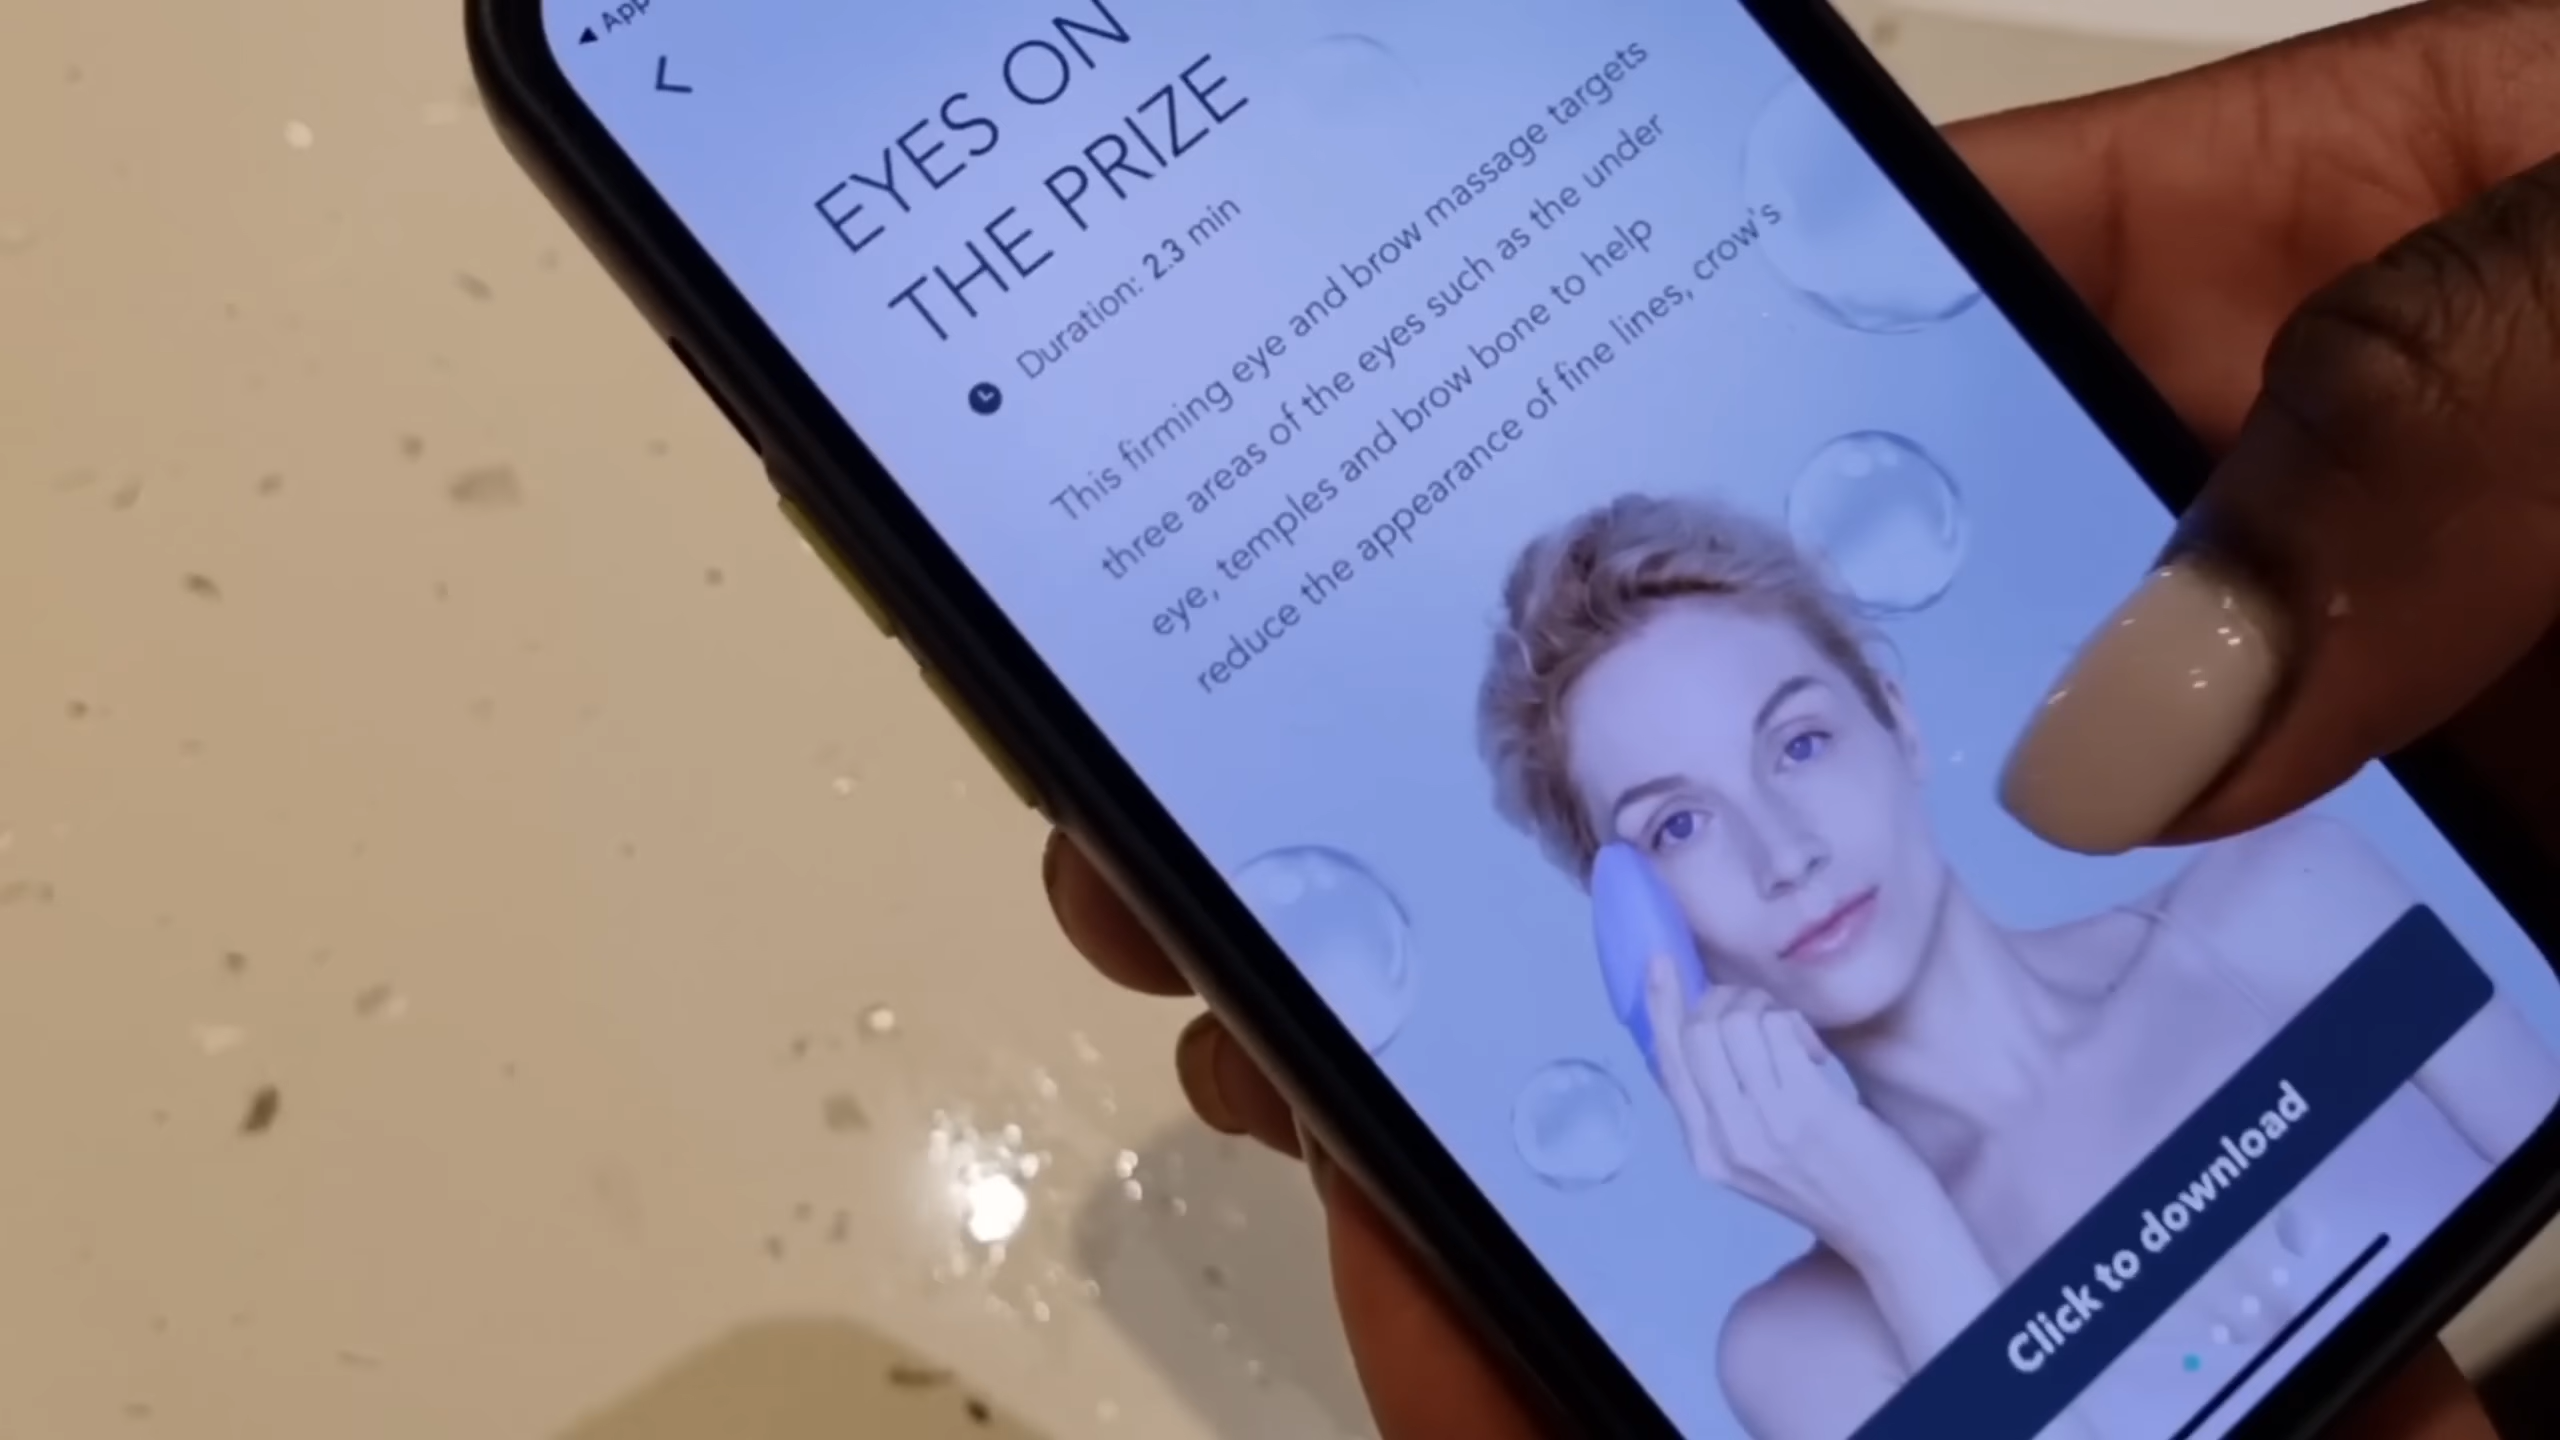 ◀ App
EYES ON
THE PRIZE
Duration: 2.3 min
This firming eye and brow massage targets
three areas of the eyes such as the under
eye, temples and brow bone to help
reduce the appearance of fine lines, crow's
Click to download